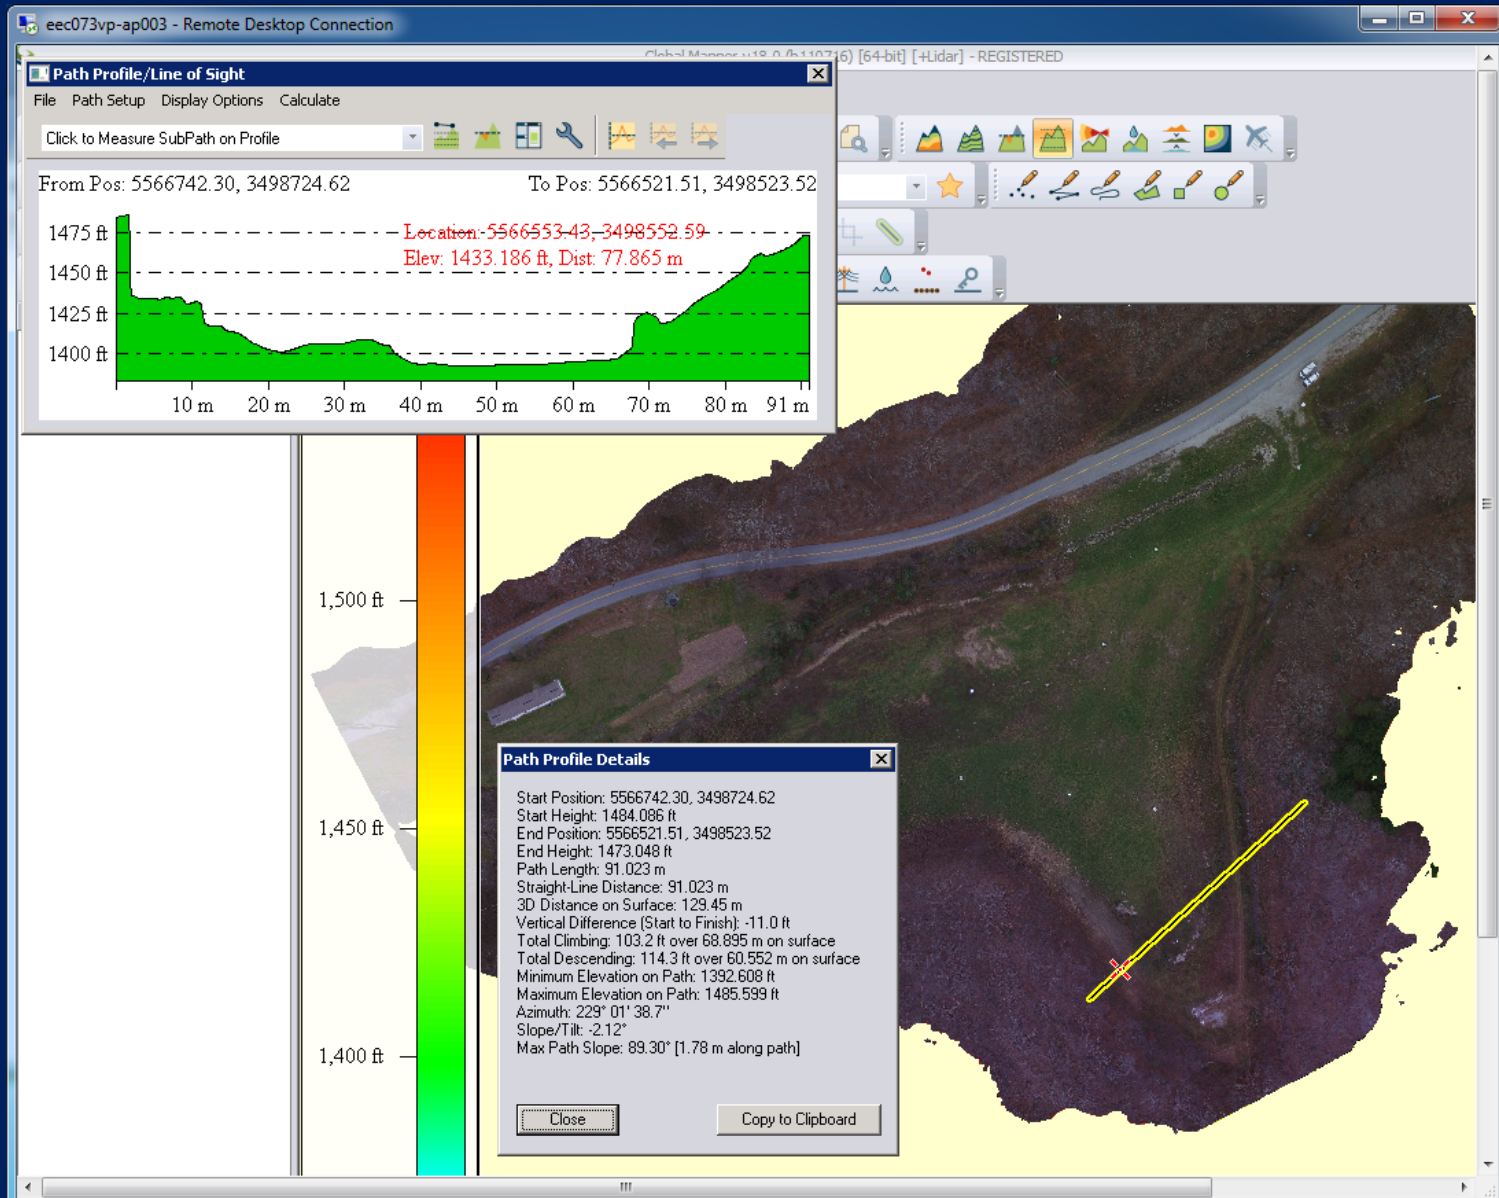 eec073vp-ap003 - Remote Desktop Connection
Global Mapper v18.0 (b110716) [64-bit] [+Lidar] - REGISTERED
Path Profile/Line of Sight
File Path Setup Display Options Calculate
Click to Measure SubPath on Profile
From Pos: 5566742.30, 3498724.62 To Pos: 5566521.51, 3498523.52
Location: 5566553.43, 3498552.59
Elev: 1433.186 ft, Dist: 77.865 m
1475 ft
1450 ft
1425 ft
1400 ft
10 m 20 m 30 m 40 m 50 m 60 m 70 m 80 m 91 m
1,500 ft
1,450 ft
1,400 ft
Path Profile Details
Start Position: 5566742.30, 3498724.62
Start Height: 1484.086 ft
End Position: 5566521.51, 3498523.52
End Height: 1473.048 ft
Path Length: 91.023 m
Straight-Line Distance: 91.023 m
3D Distance on Surface: 129.45 m
Vertical Difference (Start to Finish): -11.0 ft
Total Climbing: 103.2 ft over 68.895 m on surface
Total Descending: 114.3 ft over 60.552 m on surface
Minimum Elevation on Path: 1392.608 ft
Maximum Elevation on Path: 1485.599 ft
Azimuth: 229° 01' 38.7''
Slope/Tilt: -2.12°
Max Path Slope: 89.30° [1.78 m along path]
Close Copy to Clipboard